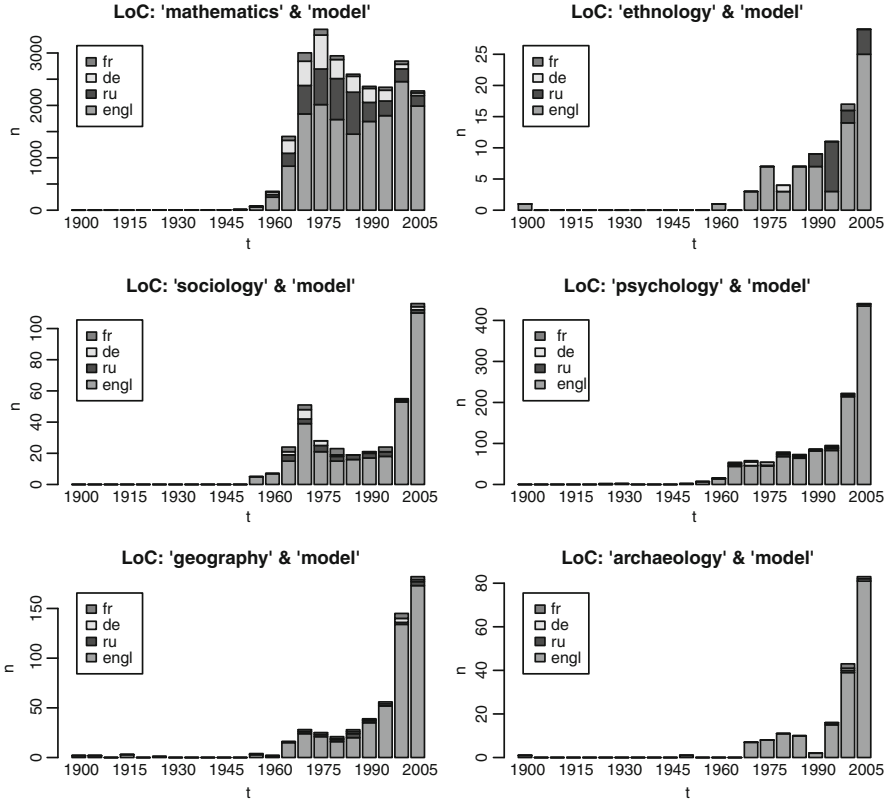 LoC: 'mathematics' & 'model'
fr
de
ru
engl
n
0
1000
2000
3000
1900 1915 1930 1945 1960 1975 1990 2005
t
LoC: 'ethnology' & 'model'
fr
de
ru
engl
n
0
5
10
15
20
25
1900 1915 1930 1945 1960 1975 1990 2005
t
LoC: 'sociology' & 'model'
fr
de
ru
engl
n
0
20
40
60
80
100
1900 1915 1930 1945 1960 1975 1990 2005
t
LoC: 'psychology' & 'model'
fr
de
ru
engl
n
0
100
200
300
400
1900 1915 1930 1945 1960 1975 1990 2005
t
LoC: 'geography' & 'model'
fr
de
ru
engl
n
0
50
100
150
1900 1915 1930 1945 1960 1975 1990 2005
t
LoC: 'archaeology' & 'model'
fr
de
ru
engl
n
0
20
40
60
80
1900 1915 1930 1945 1960 1975 1990 2005
t